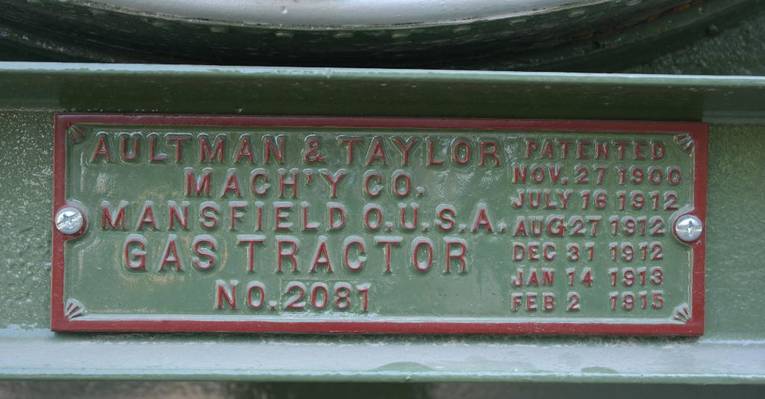 AULTMAN & TAYLOR
MACH'Y CO.
MANSFIELD O.U.S.A.
GAS TRACTOR
NO. 2081
PATENTED
NOV. 27 1900
JULY 16 1912
AUG 27 1912
DEC 31 1912
JAN 14 1913
FEB 2 1915